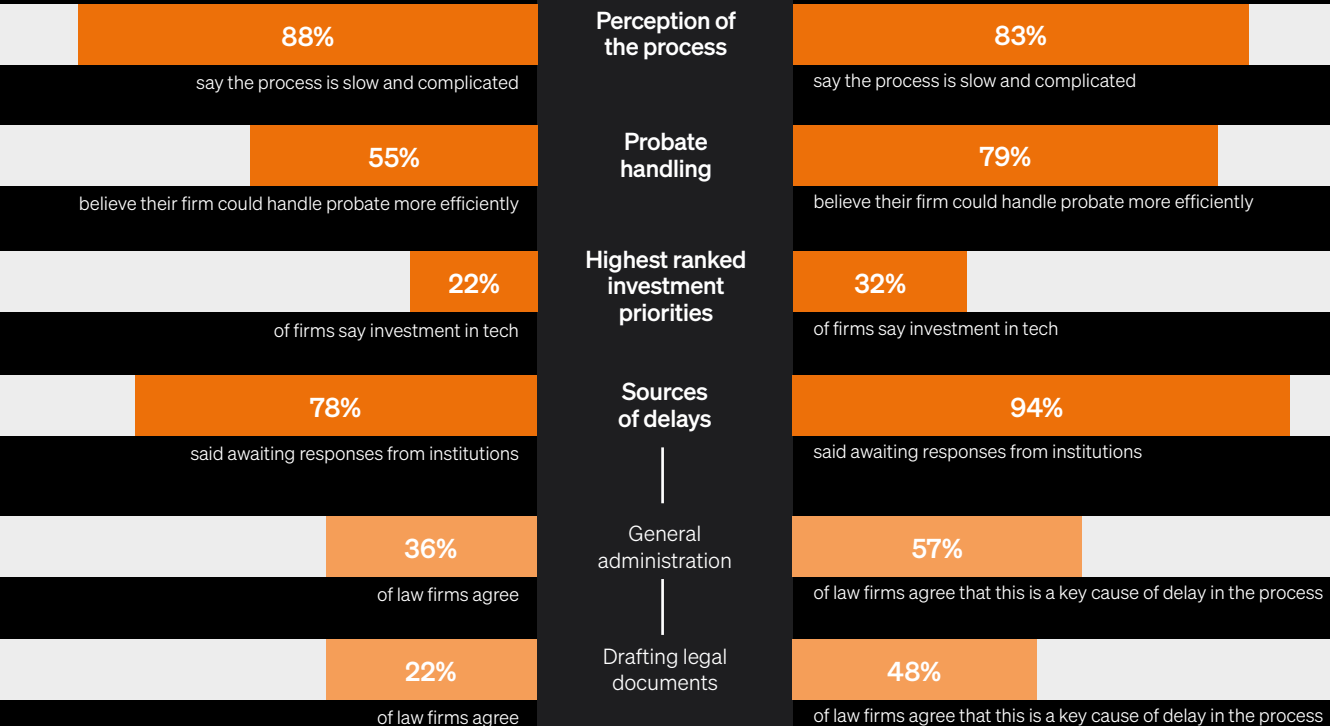 88%
Perception of
the process
83%
say the process is slow and complicated
say the process is slow and complicated
55%
Probate
handling
79%
believe their firm could handle probate more efficiently
believe their firm could handle probate more efficiently
22%
Highest ranked
investment
priorities
32%
of firms say investment in tech
of firms say investment in tech
78%
Sources
of delays
94%
said awaiting responses from institutions
said awaiting responses from institutions
36%
General
administration
57%
of law firms agree
of law firms agree that this is a key cause of delay in the process
22%
Drafting legal
documents
48%
of law firms agree
of law firms agree that this is a key cause of delay in the process